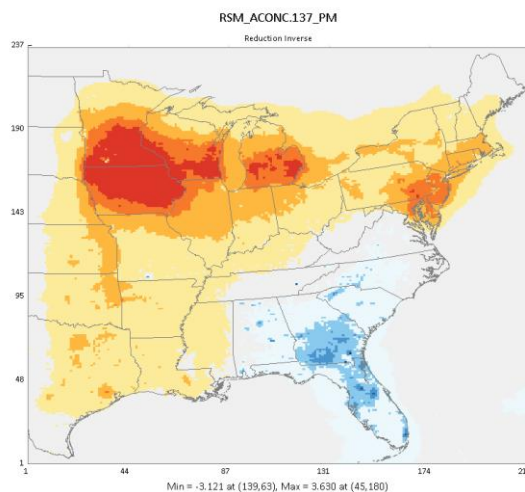 RSM_ACONC.137_PM
Reduction Inverse
237
190
143
95
48
1
1 44 87 131 174 21
Min = -3.121 at (139,63), Max = 3.630 at (45,180)